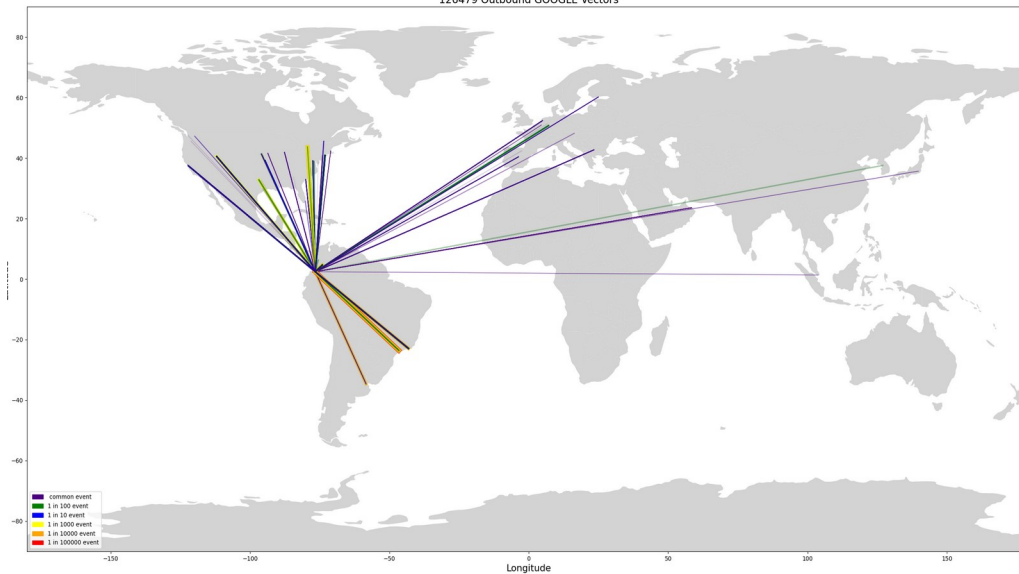 126479 Outbound GOOGLE Vectors
80
60
40
20
0
−20
−40
−60
−80
common event
1 in 100 event
1 in 10 event
1 in 1000 event
1 in 10000 event
1 in 100000 event
−150
−100
−50
0
50
100
150
Longitude